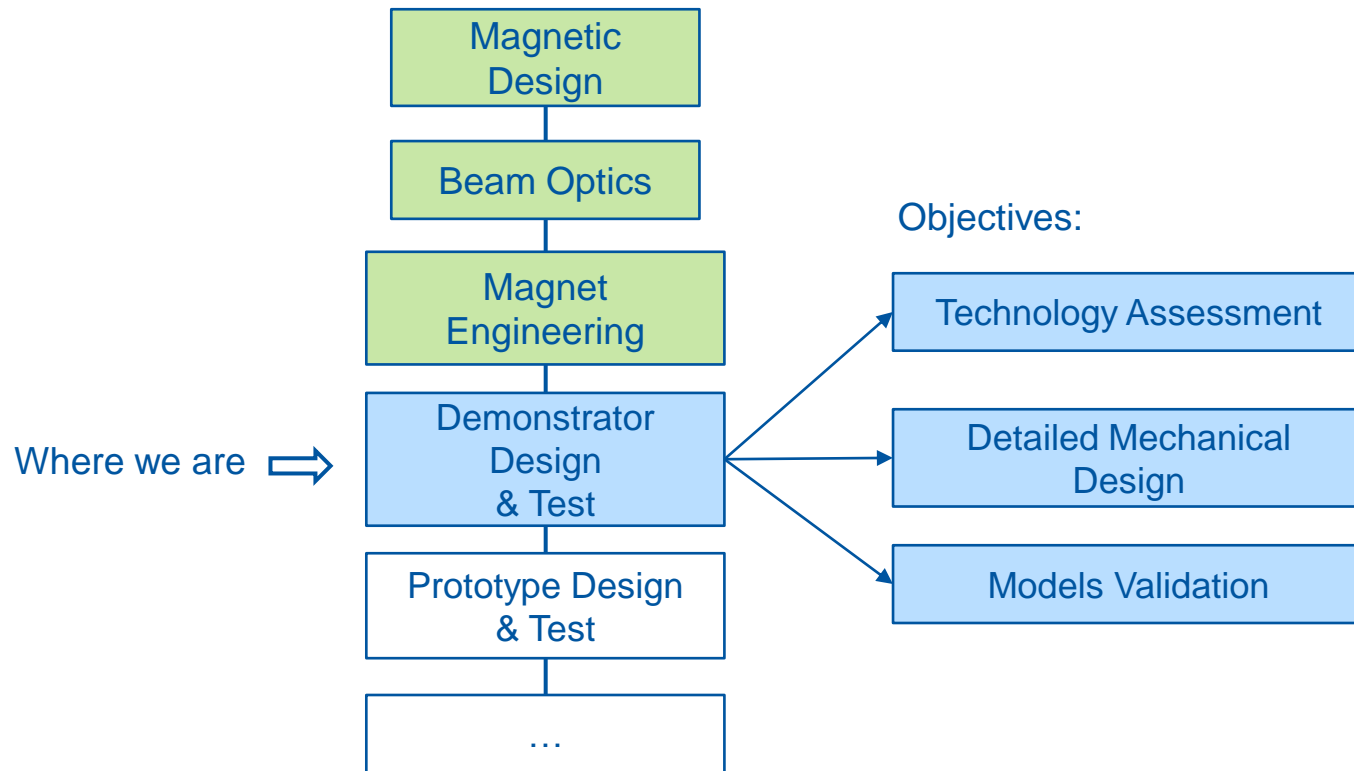 Magnetic
Design
Beam Optics
Magnet
Engineering
Where we are
Demonstrator
Design
& Test
Prototype Design
& Test
…
Objectives:
Technology Assessment
Detailed Mechanical
Design
Models Validation